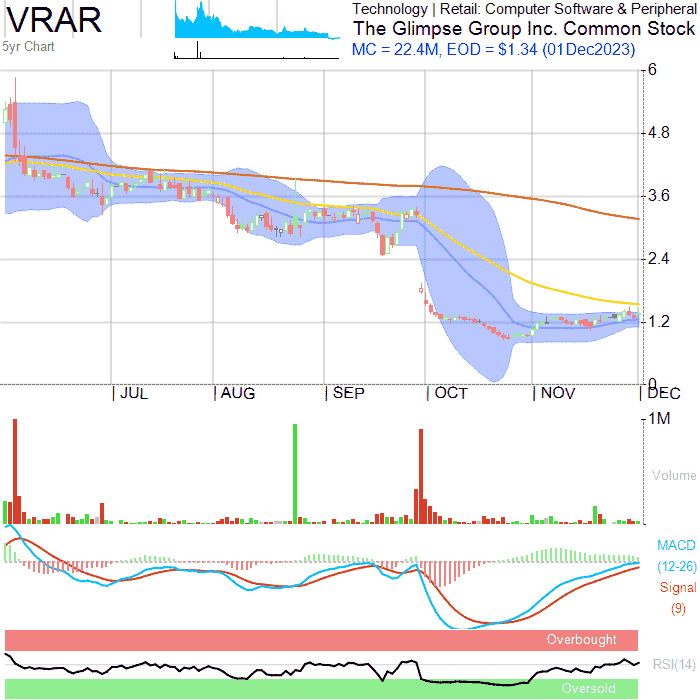 VRAR
5yr Chart
Technology | Retail: Computer Software & Peripheral
The Glimpse Group Inc. Common Stock
MC = 22.4M, EOD = $1.34 (01Dec2023)
6
4.8
3.6
2.4
1.2
0
JUL AUG SEP OCT NOV DEC
1M
Volume
MACD
(12-26)
Signal
(9)
Overbought
RSI(14)
Oversold